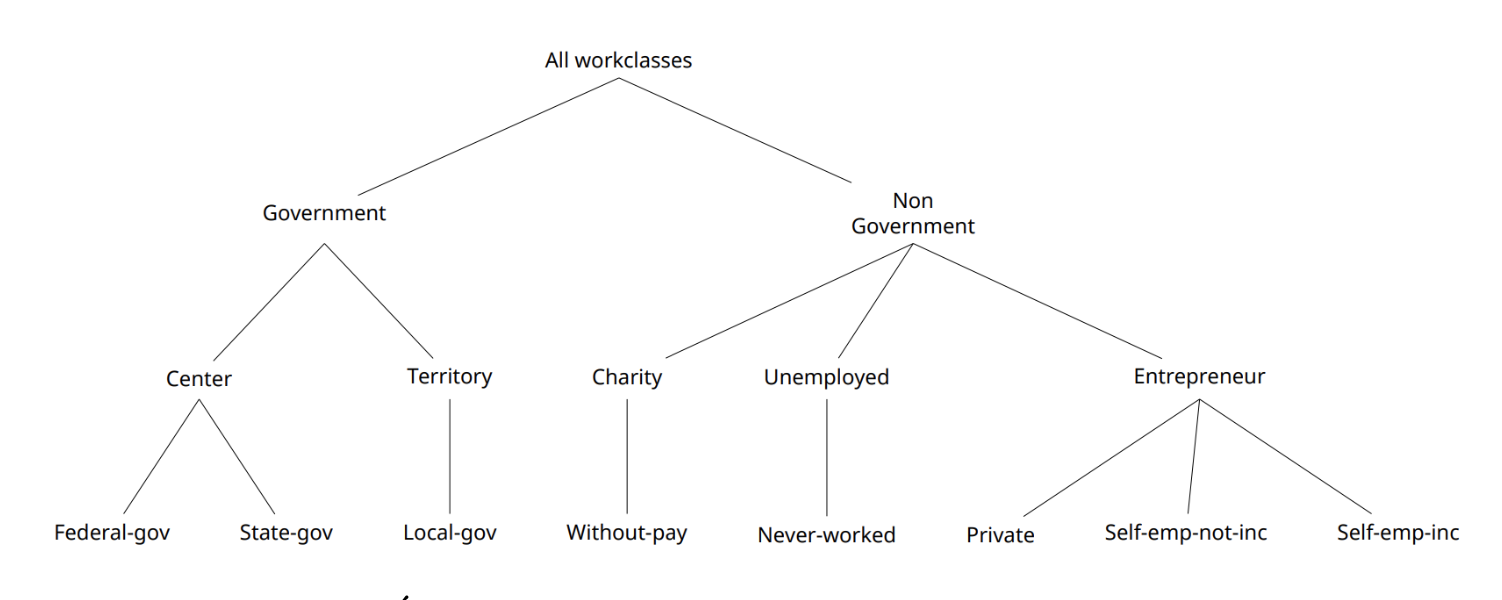 All workclasses
Government
Non
Government
Center
Territory
Charity
Unemployed
Entrepreneur
Federal-gov
State-gov
Local-gov
Without-pay
Never-worked
Private
Self-emp-not-inc
Self-emp-inc